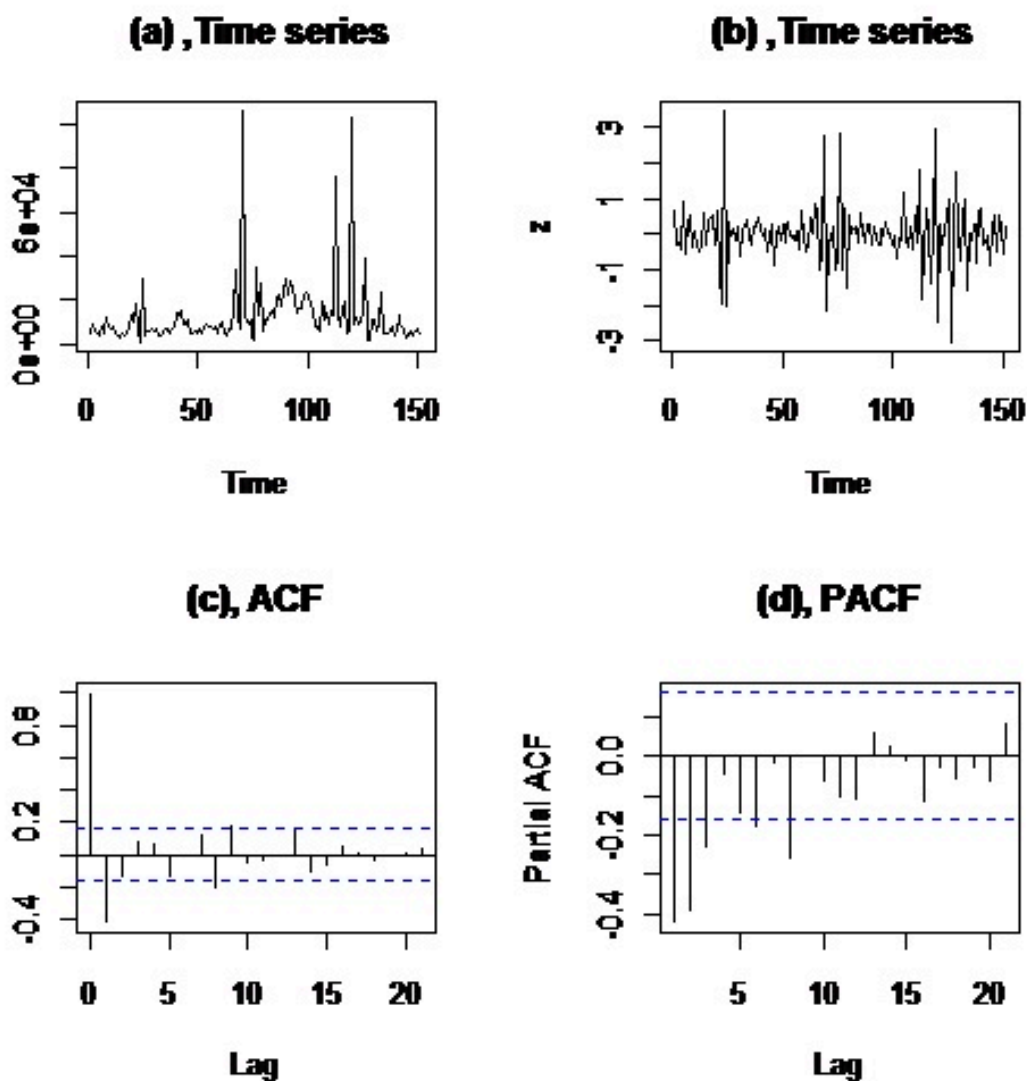 (a) ,Time series
0e+00 6e+04
0 50 100 150
Time
(b) ,Time series
z
-3 -1 1 3
0 50 100 150
Time
(c), ACF
-0.4 0.2 0.8
0 5 10 15 20
Lag
(d), PACF
Partial ACF
-0.4 -0.2 0.0
5 10 15 20
Lag